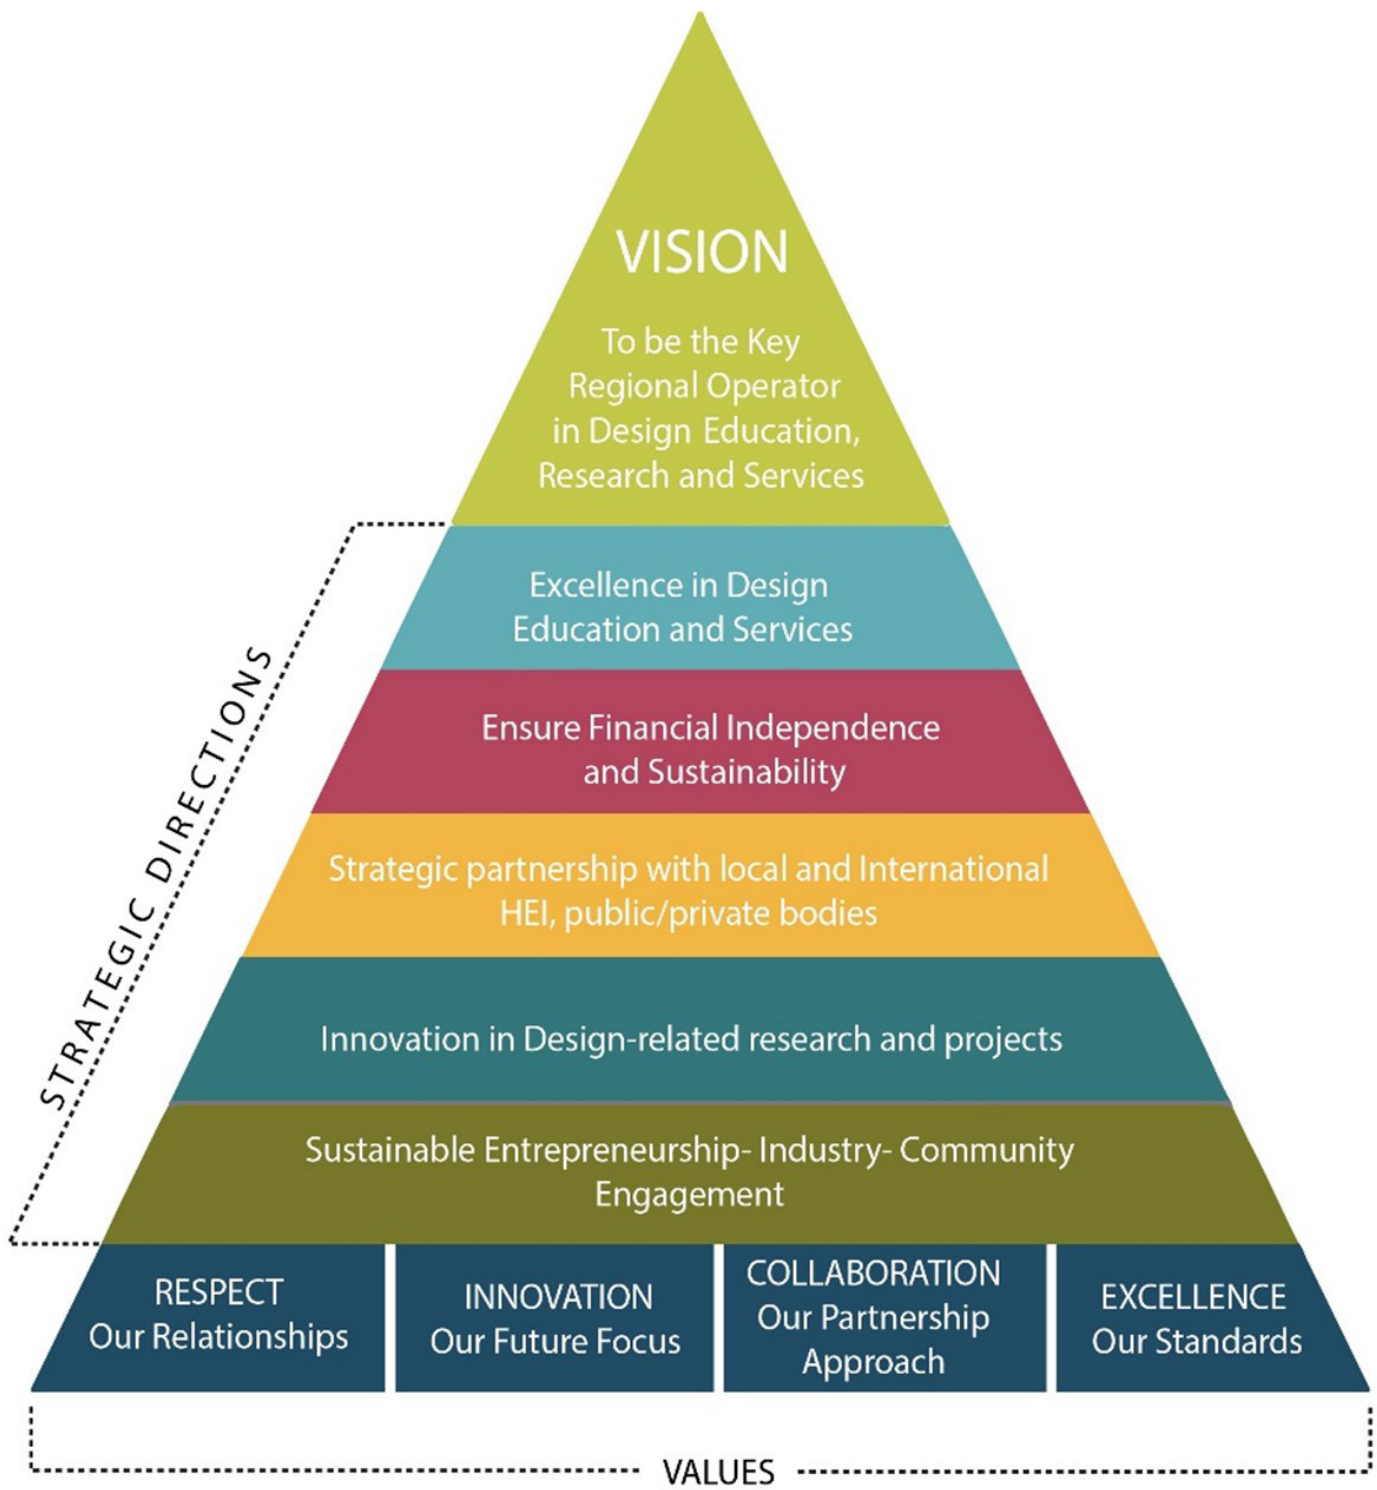 VISION
To be the Key
Regional Operator
in Design Education,
Research and Services
STRATEGIC DIRECTIONS
Excellence in Design
Education and Services
Ensure Financial Independence
and Sustainability
Strategic partnership with local and International
HEI, public/private bodies
Innovation in Design-related research and projects
Sustainable Entrepreneurship- Industry- Community
Engagement
RESPECT
Our Relationships
INNOVATION
Our Future Focus
COLLABORATION
Our Partnership
Approach
EXCELLENCE
Our Standards
VALUES